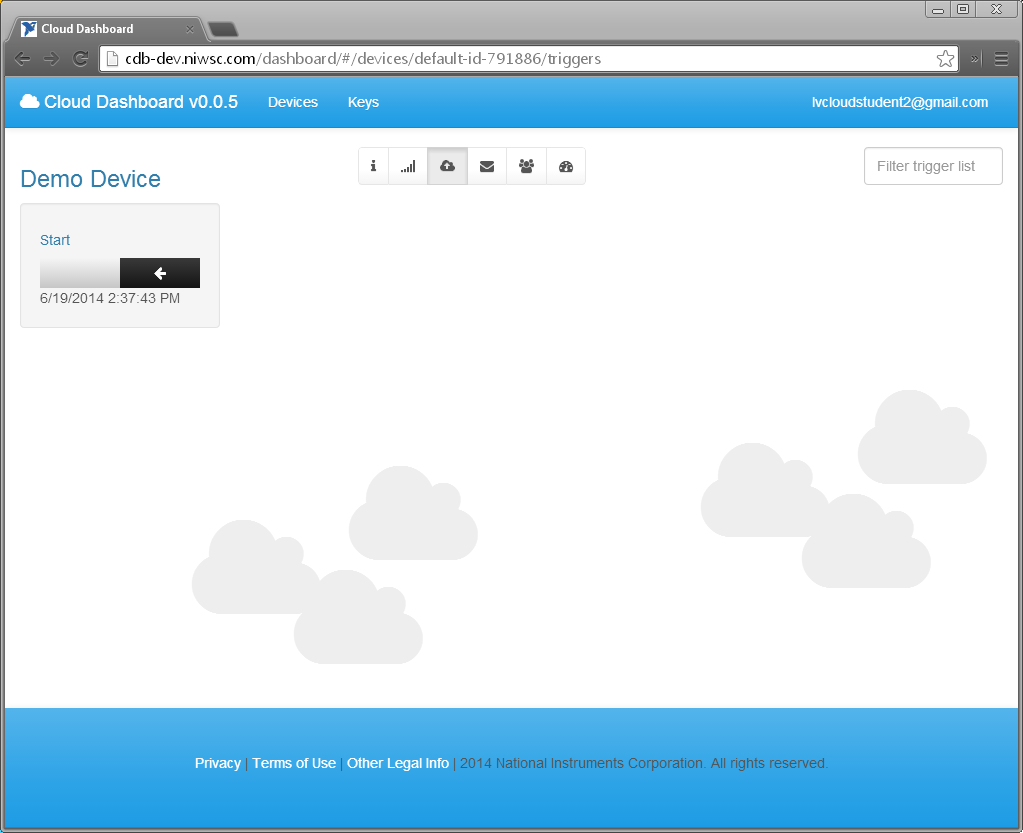 Cloud Dashboard
cdb-dev.niwsc.com/dashboard/#/devices/default-id-791886/triggers
Cloud Dashboard v0.0.5 Devices Keys lvcloudstudent2@gmail.com
Demo Device
Filter trigger list
Start
6/19/2014 2:37:43 PM
Privacy | Terms of Use | Other Legal Info | 2014 National Instruments Corporation. All rights reserved.